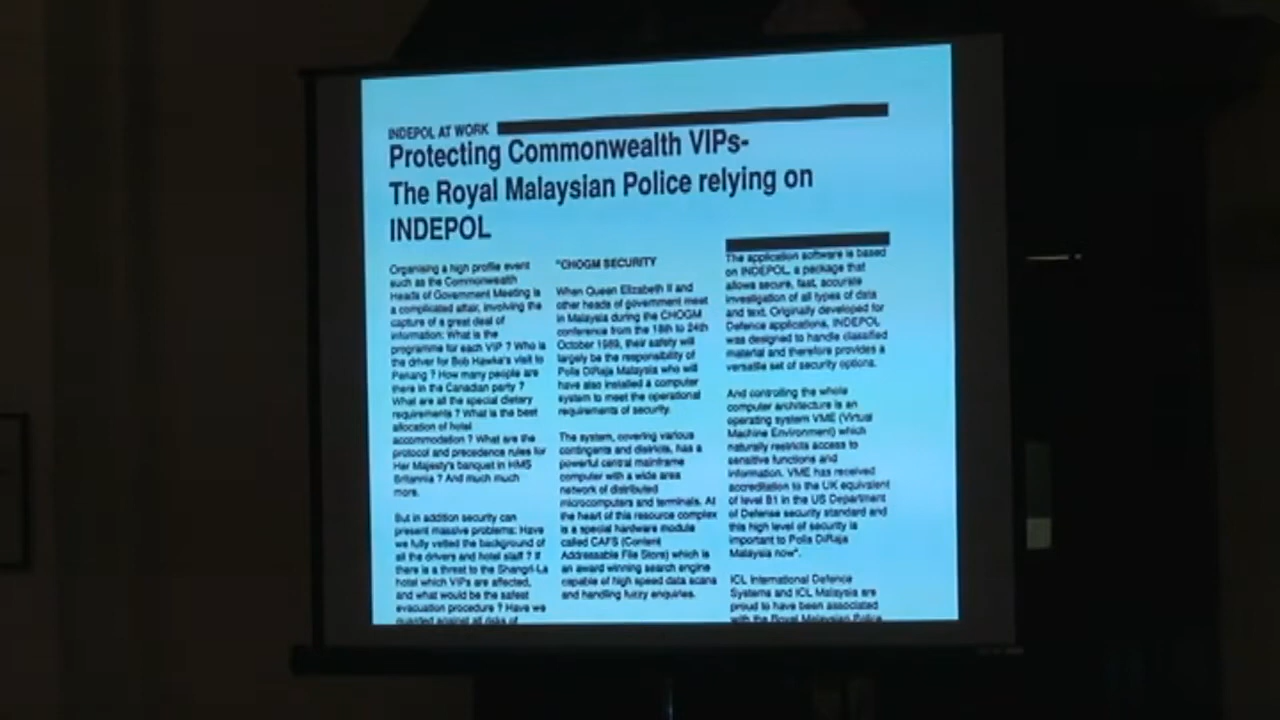 INDEPOL AT WORK
Protecting Commonwealth VIPs-
The Royal Malaysian Police relying on
INDEPOL
Organising a high profile event
such as the Commonwealth
Heads of Government Meeting is
a complicated affair, involving the
capture of a great deal of
information: What is the
programme for each VIP ? Who is
the driver for Bob Hawke's visit to
Penang ? How many people are
there in the Canadian party ?
What are all the special dietary
requirements ? What is the best
allocation of hotel
accommodation ? What are the
protocol and precedence rules for
Her Majesty's banquet in HMS
Britannia ? And much much
more.
But in addition security can
present massive problems: Have
we fully vetted the background of
all the drivers and hotel staff ? If
there is a threat to the Shangri-La
hotel which VIPs are affected,
and what would be the safest
evacuation procedure ? Have we
guarded against all risks of
"CHOGM SECURITY
When Queen Elizabeth II and
other heads of government meet
in Malaysia during the CHOGM
conference from the 18th to 24th
October 1989, their safety will
largely be the responsibility of
Polis DiRaja Malaysia who will
have also installed a computer
system to meet the operational
requirements of security.
The system, covering various
contingents and districts, has a
powerful central mainframe
computer with a wide area
network of distributed
microcomputers and terminals. At
the heart of this resource complex
is a special hardware module
called CAFS (Content
Addressable File Store) which is
an award winning search engine
capable of high speed data scans
and handling fuzzy enquiries.
The application software is based
on INDEPOL, a package that
allows secure, fast, accurate
investigation of all types of data
and text. Originally developed for
Defence applications, INDEPOL
was designed to handle classified
material and therefore provides a
versatile set of security options.
And controlling the whole
computer architecture is an
operating system VME (Virtual
Machine Environment) which
naturally restricts access to
sensitive functions and
information. VME has received
accreditation to the UK equivalent
of level B1 in the US Department
of Defense security standard and
this high level of security is
important to Polis DiRaja
Malaysia now".
ICL International Defence
Systems and ICL Malaysia are
proud to have been associated
with the Royal Malaysian Police